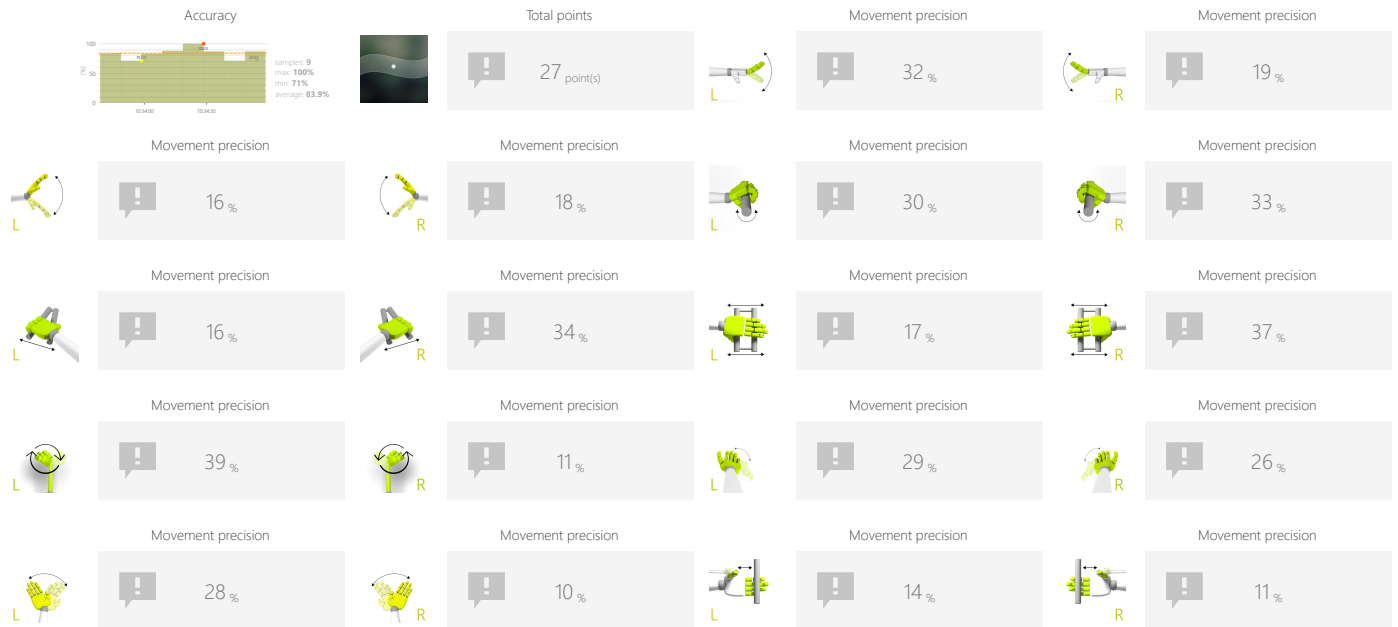 Accuracy
Total points
Movement precision
Movement precision
100
max
min
avg
50
[%]
0
10:34:00
10:34:30
samples: 9
max: 100%
min: 71%
average: 83.9%
27 point(s)
L
32 %
R
19 %
Movement precision
Movement precision
Movement precision
Movement precision
L
16 %
R
18 %
L
30 %
R
33 %
Movement precision
Movement precision
Movement precision
Movement precision
L
16 %
R
34 %
L
17 %
R
37 %
Movement precision
Movement precision
Movement precision
Movement precision
L
39 %
R
11 %
L
29 %
R
26 %
Movement precision
Movement precision
Movement precision
Movement precision
L
28 %
R
10 %
L
14 %
R
11 %